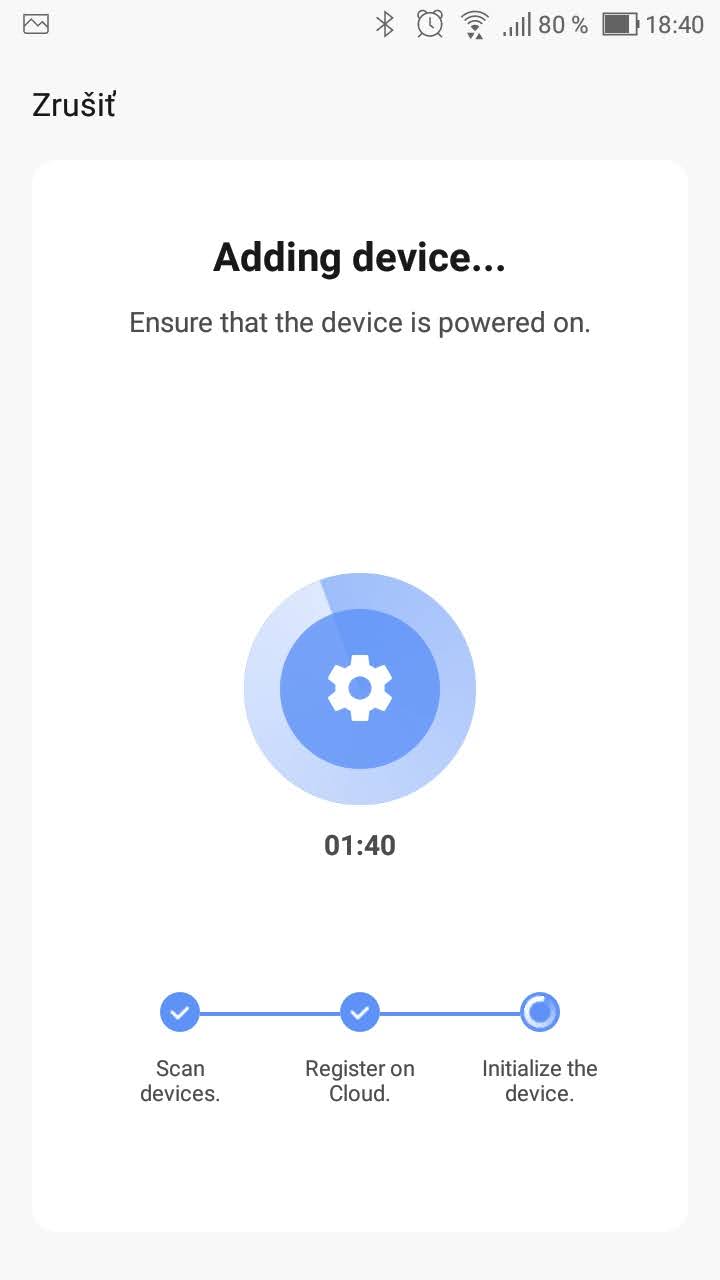 80 % 18:40
Zrušiť
Adding device...
Ensure that the device is powered on.
01:40
Scan devices.
Register on Cloud.
Initialize the device.